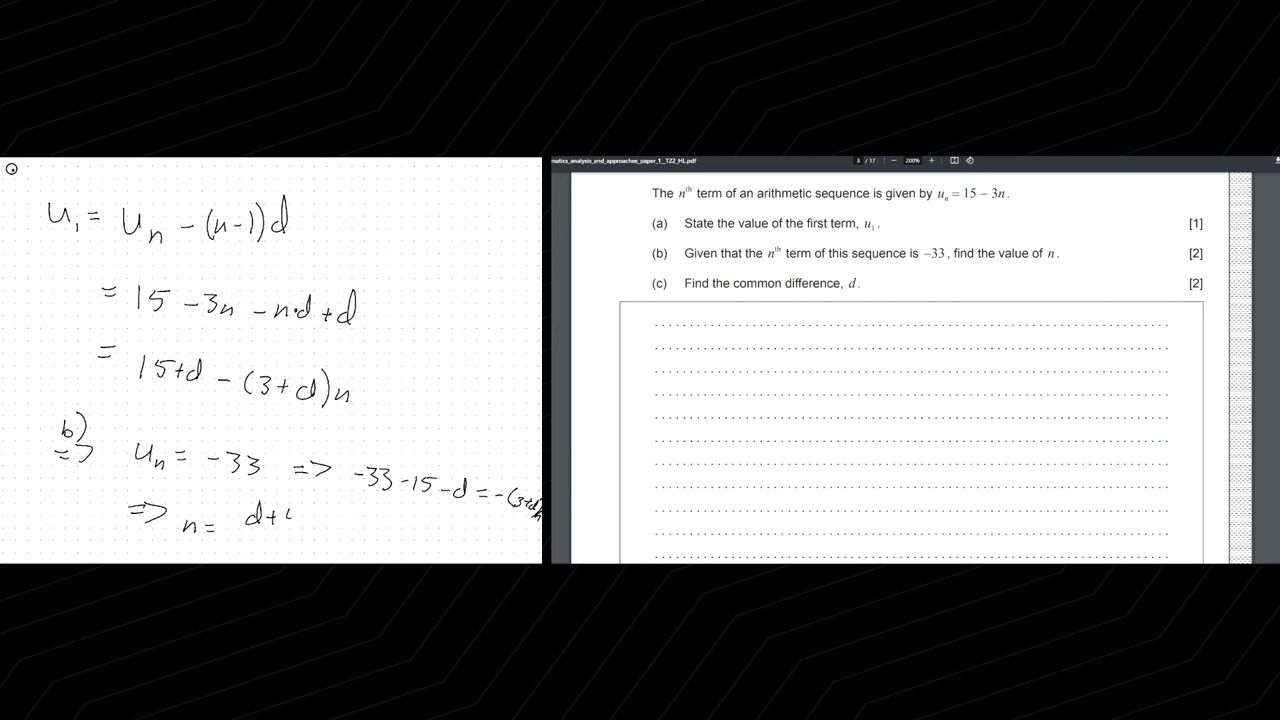 u₁ = uₙ - (n-1)d
= 15 - 3n - n·d + d
= 15+d - (3+d)n
b)
=> uₙ = -33 => -33 -15 -d = -(3+d)n
=> n = d+
matics_analysis_and_approaches_paper_1__TZ2_HL.pdf 3 / 17 200%
The nᵗʰ term of an arithmetic sequence is given by uₙ = 15 − 3n.
(a) State the value of the first term, u₁. [1]
(b) Given that the nᵗʰ term of this sequence is −33, find the value of n. [2]
(c) Find the common difference, d. [2]